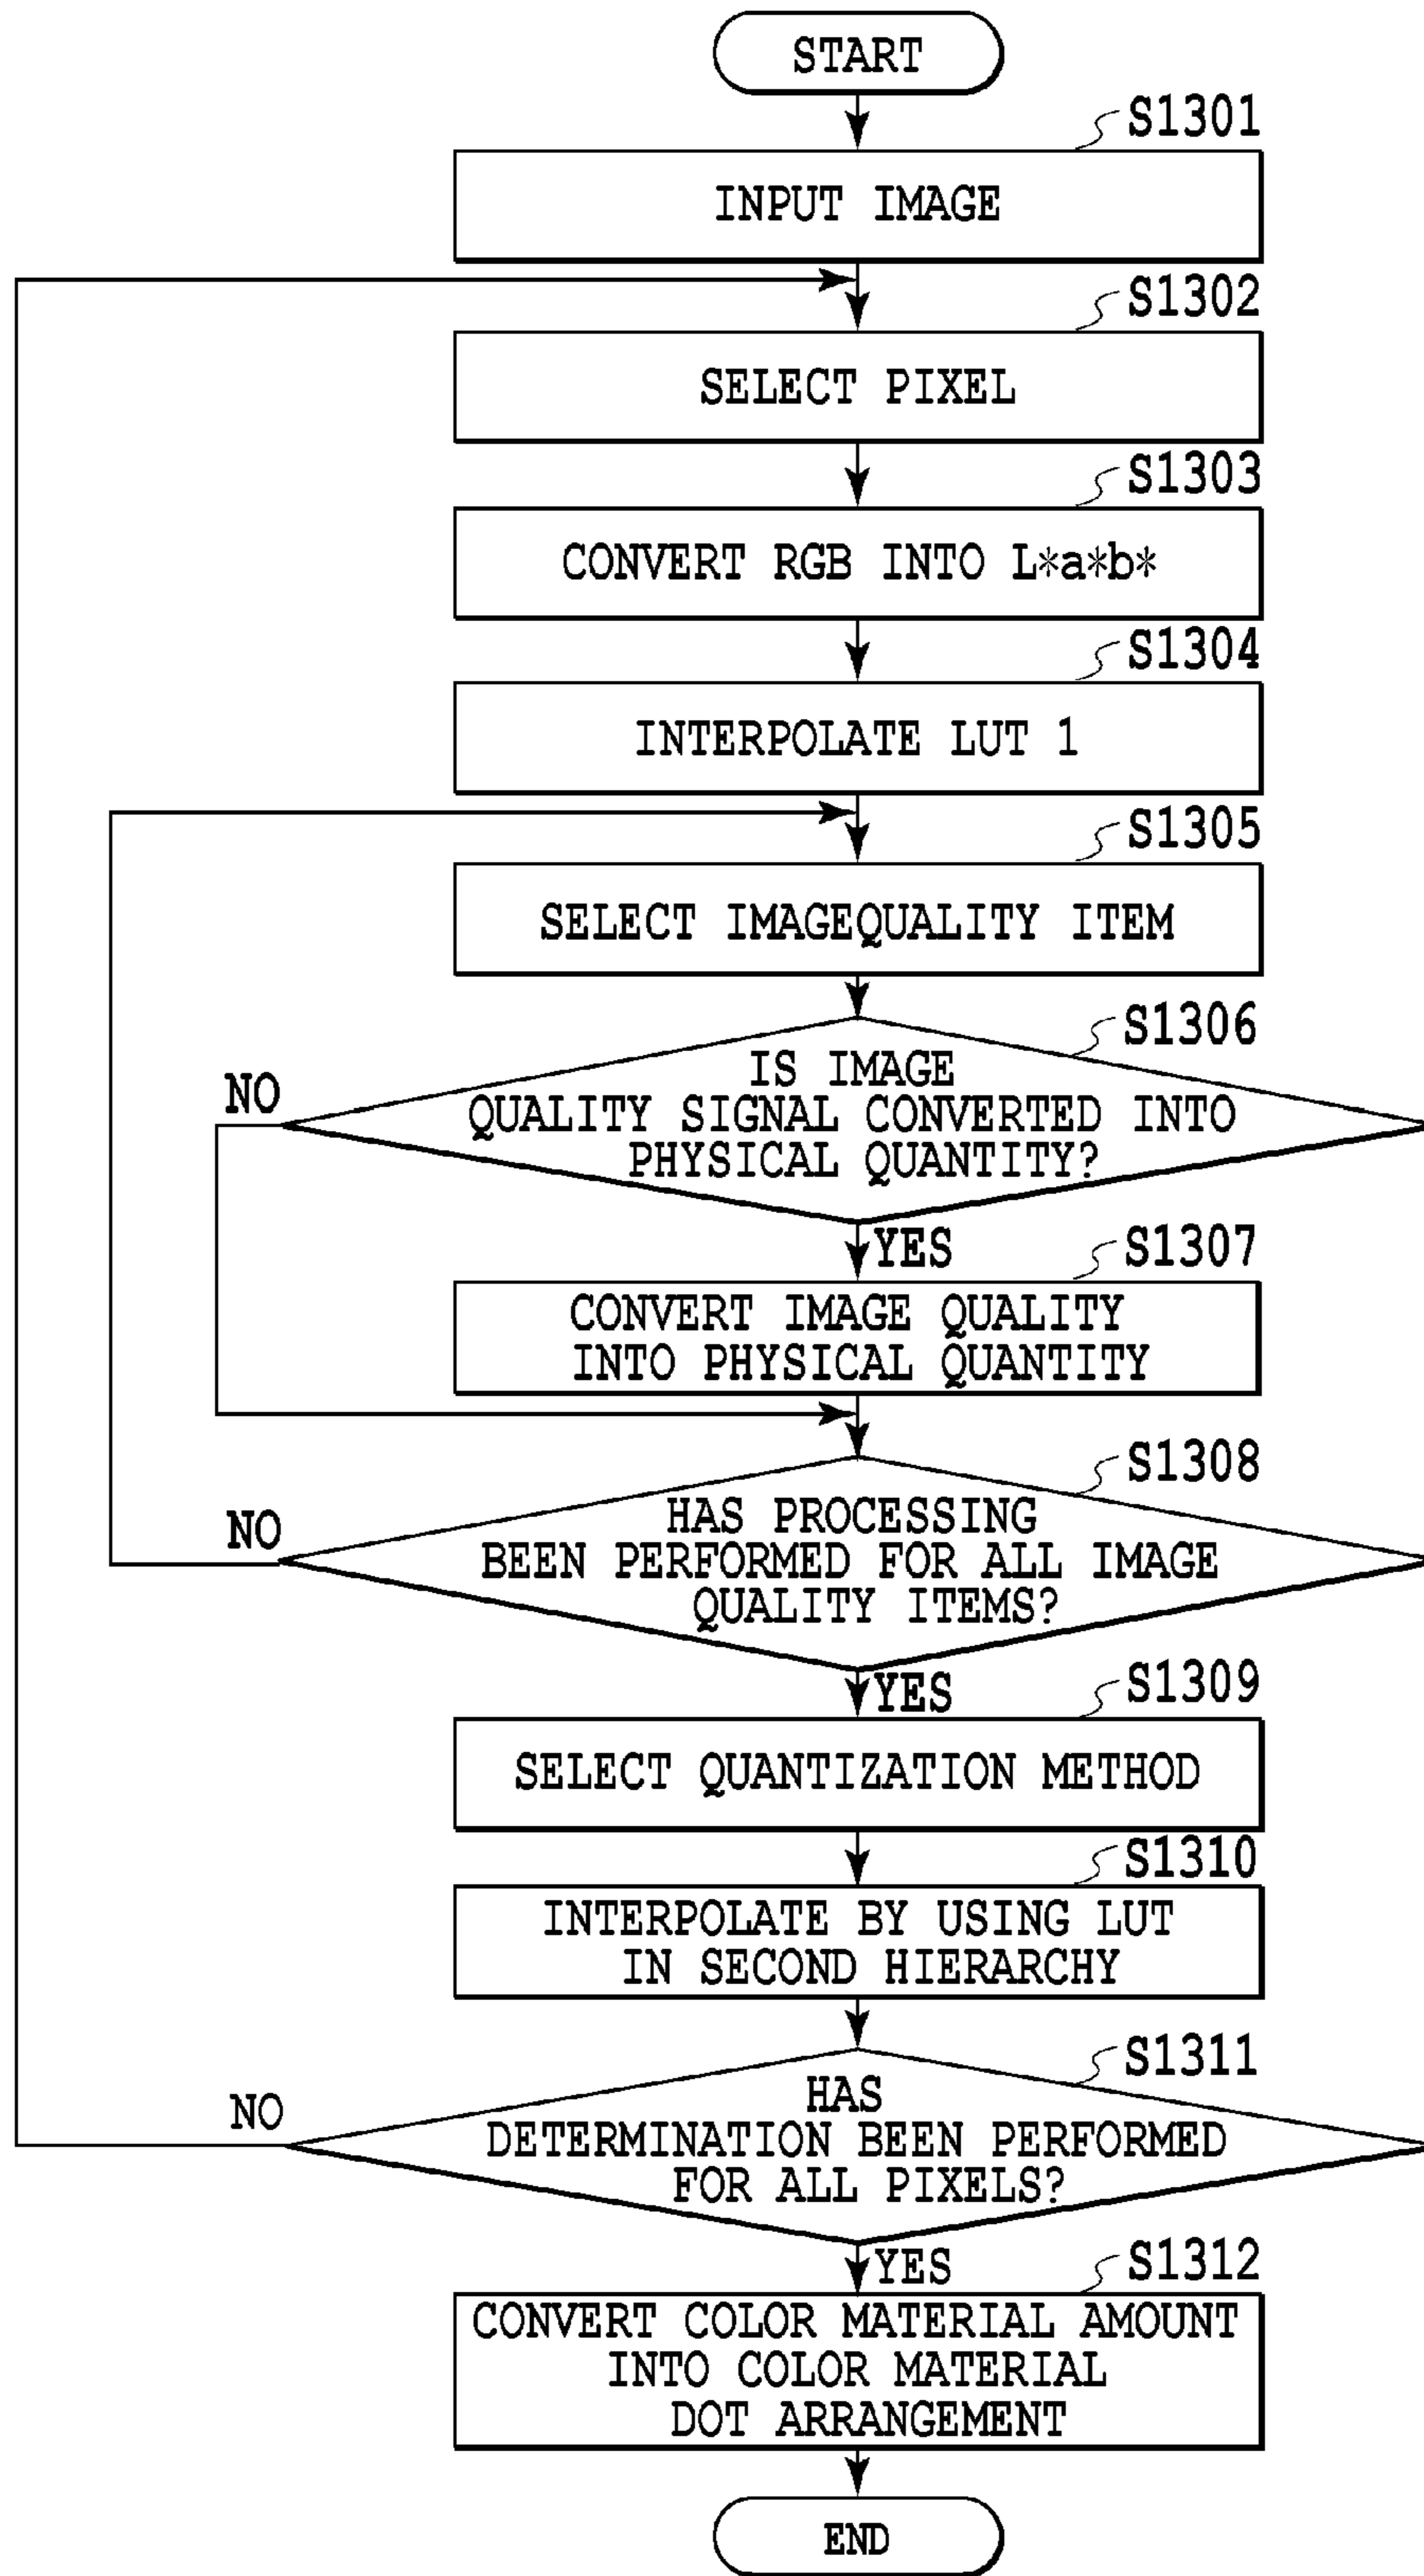 START
S1301
INPUT IMAGE
S1302
SELECT PIXEL
S1303
CONVERT RGB INTO L*a*b*
S1304
INTERPOLATE LUT 1
S1305
SELECT IMAGEQUALITY ITEM
S1306
IS IMAGE
NO
QUALITY SIGNAL CONVERTED INTO
PHYSICAL QUANTITY?
YES
S1307
CONVERT IMAGE QUALITY
INTO PHYSICAL QUANTITY
S1308
HAS PROCESSING
NO
BEEN PERFORMED FOR ALL IMAGE
QUALITY ITEMS?
YES
S1309
SELECT QUANTIZATION METHOD
S1310
INTERPOLATE BY USING LUT
IN SECOND HIERARCHY
S1311
HAS
NO
DETERMINATION BEEN PERFORMED
FOR ALL PIXELS?
YES
S1312
CONVERT COLOR MATERIAL AMOUNT
INTO COLOR MATERIAL
DOT ARRANGEMENT
END